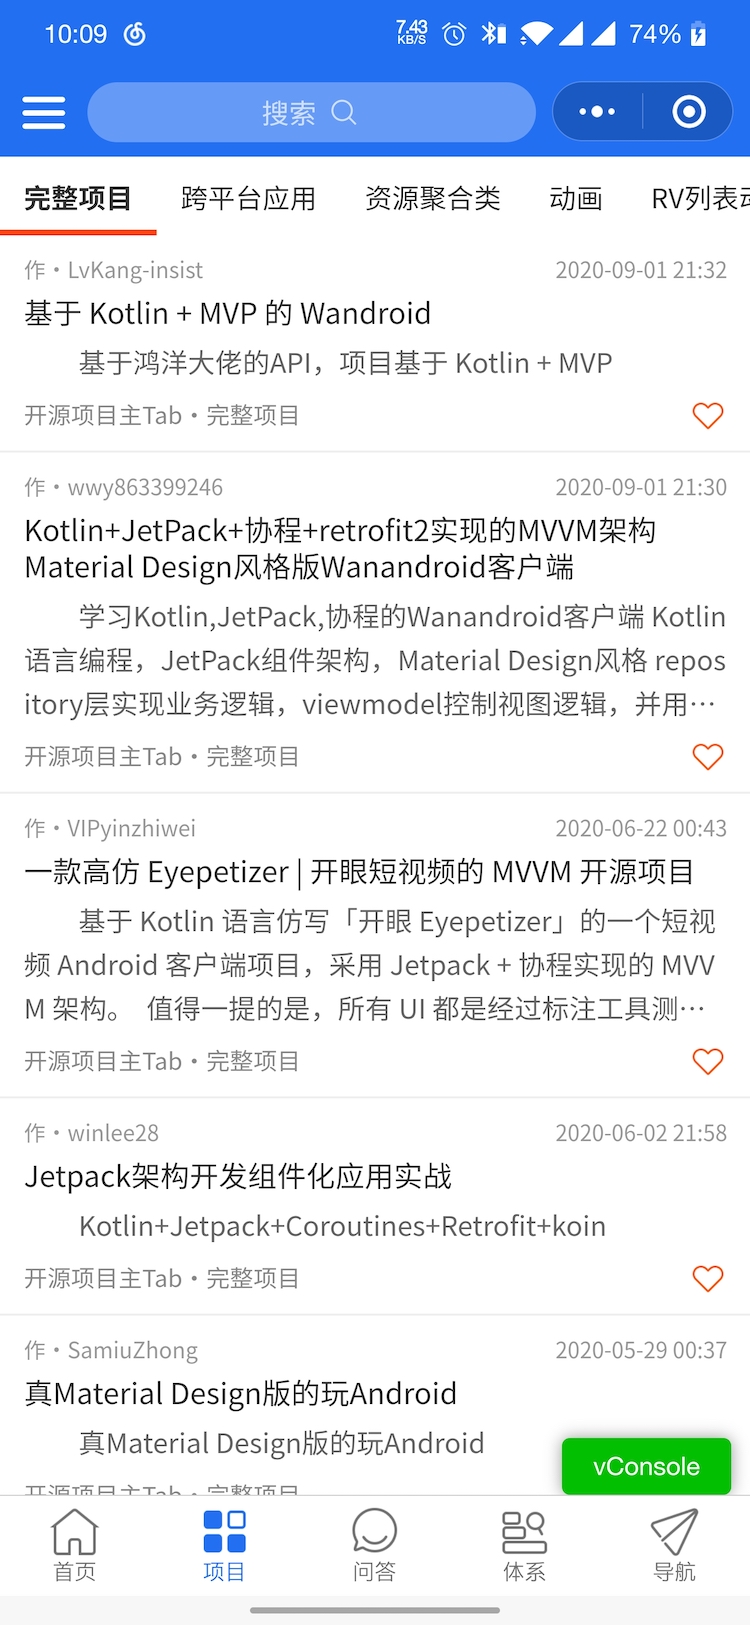 10:09
7.43 KB/S
74%
搜索
完整项目 跨平台应用 资源聚合类 动画 RV列表动
作・LvKang-insist 2020-09-01 21:32
基于 Kotlin + MVP 的 Wandroid
基于鸿洋大佬的API，项目基于 Kotlin + MVP
开源项目主Tab・完整项目
作・wwy863399246 2020-09-01 21:30
Kotlin+JetPack+协程+retrofit2实现的MVVM架构
Material Design风格版Wanandroid客户端
学习Kotlin,JetPack,协程的Wanandroid客户端 Kotlin
语言编程，JetPack组件架构，Material Design风格 repos
itory层实现业务逻辑，viewmodel控制视图逻辑，并用…
开源项目主Tab・完整项目
作・VIPyinzhiwei 2020-06-22 00:43
一款高仿 Eyepetizer | 开眼短视频的 MVVM 开源项目
基于 Kotlin 语言仿写「开眼 Eyepetizer」的一个短视
频 Android 客户端项目，采用 Jetpack + 协程实现的 MVV
M 架构。 值得一提的是，所有 UI 都是经过标注工具测…
开源项目主Tab・完整项目
作・winlee28 2020-06-02 21:58
Jetpack架构开发组件化应用实战
Kotlin+Jetpack+Coroutines+Retrofit+koin
开源项目主Tab・完整项目
作・SamiuZhong 2020-05-29 00:37
真Material Design版的玩Android
真Material Design版的玩Android
vConsole
开源项目主Tab・完整项目
首页 项目 问答 体系 导航